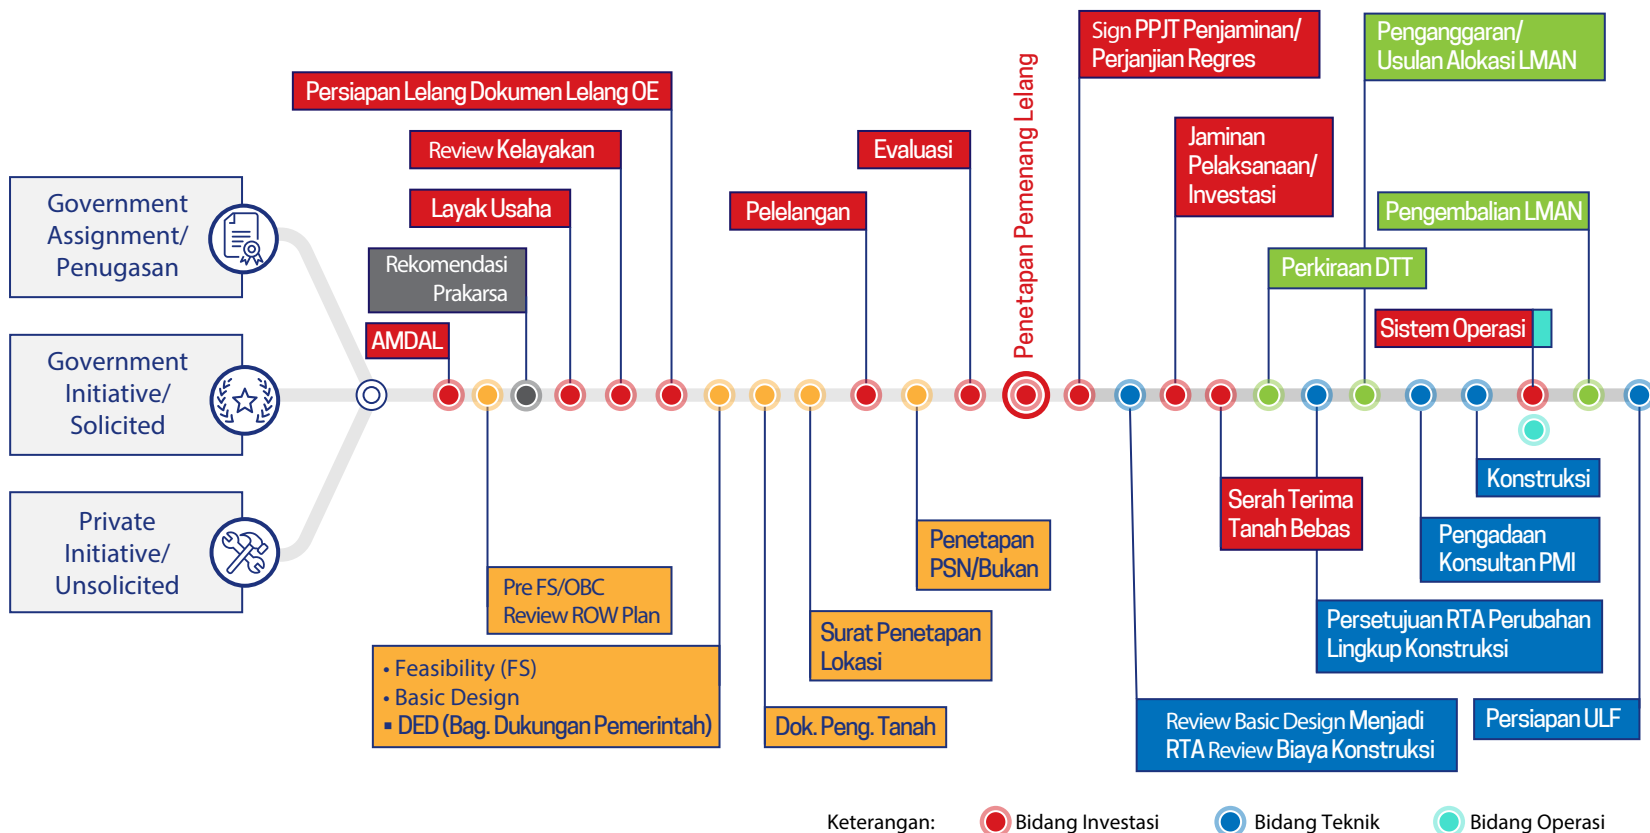 Government
Assignment/
Penugasan
Government
Initiative/
Solicited
Private
Initiative/
Unsolicited
Persiapan Lelang Dokumen Lelang OE
Review Kelayakan
Layak Usaha
Rekomendasi
Prakarsa
AMDAL
Pelelangan
Evaluasi
Penetapan Pemenang Lelang
Sign PPJT Penjaminan/
Perjanjian Regres
Jaminan
Pelaksanaan/
Investasi
Penganggaran/
Usulan Alokasi LMAN
Pengembalian LMAN
Perkiraan DTT
Sistem Operasi
Pre FS/OBC
Review ROW Plan
• Feasibility (FS)
• Basic Design
▪ DED (Bag. Dukungan Pemerintah)
Dok. Peng. Tanah
Surat Penetapan
Lokasi
Penetapan
PSN/Bukan
Serah Terima
Tanah Bebas
Konstruksi
Pengadaan
Konsultan PMI
Persetujuan RTA Perubahan
Lingkup Konstruksi
Review Basic Design Menjadi
RTA Review Biaya Konstruksi
Persiapan ULF
Keterangan:
Bidang Investasi
Bidang Teknik
Bidang Operasi